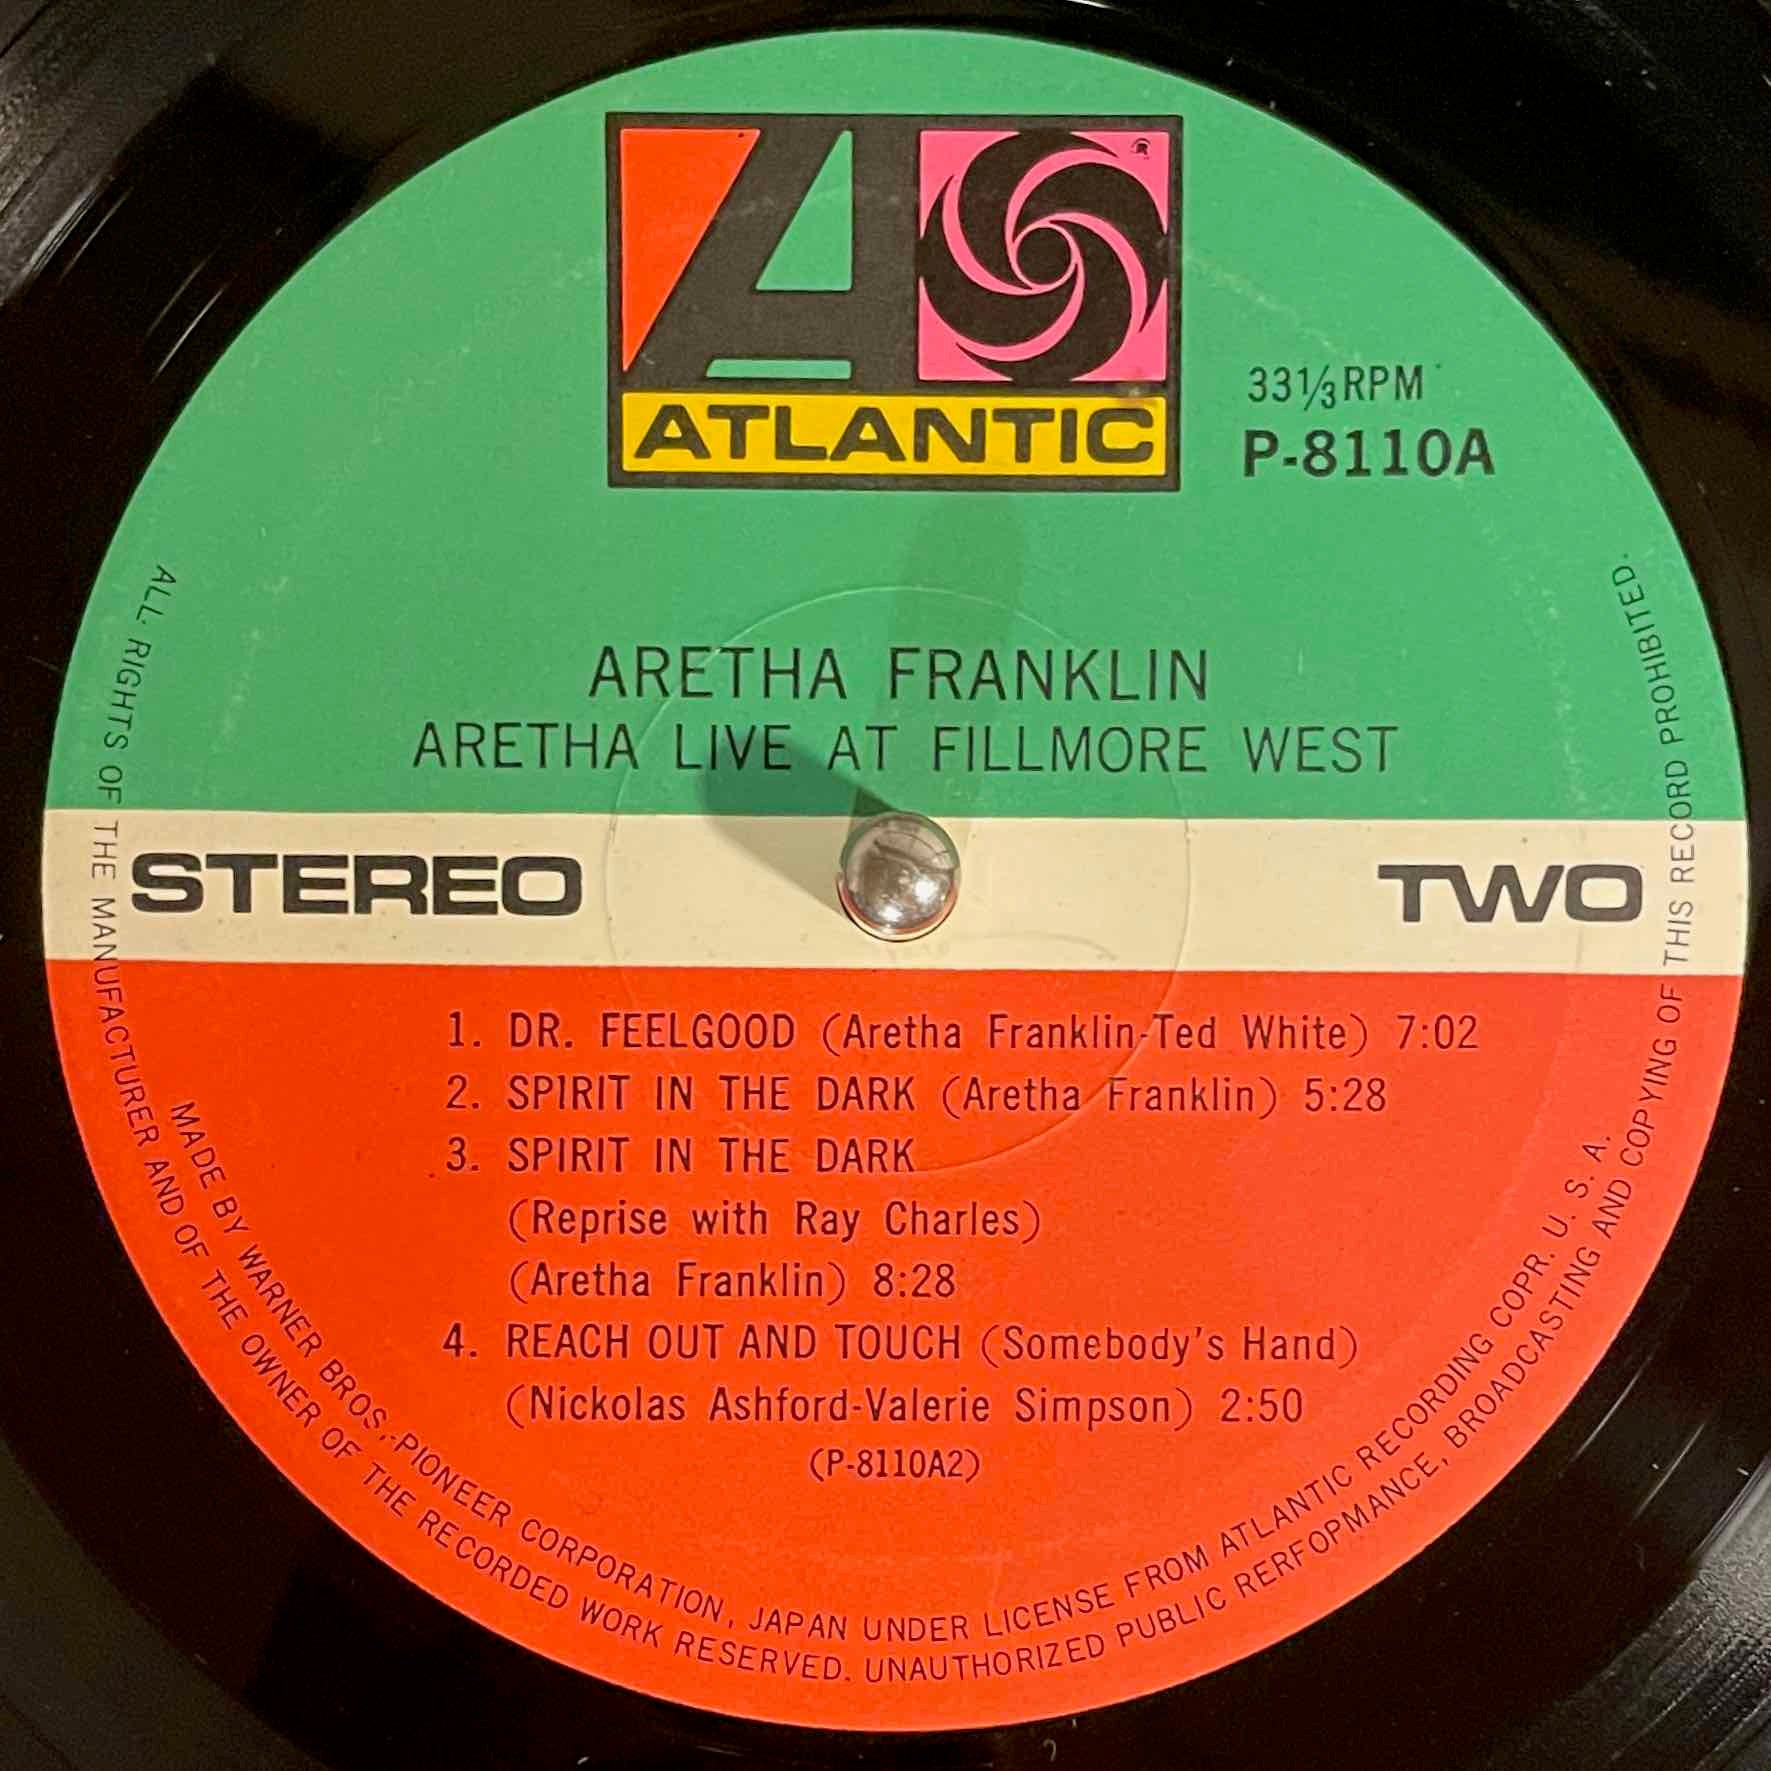 ATLANTIC
33⅓RPM
P-8110A
ARETHA FRANKLIN
ARETHA LIVE AT FILLMORE WEST
STEREO
TWO
1. DR. FEELGOOD (Aretha Franklin-Ted White) 7:02
2. SPIRIT IN THE DARK (Aretha Franklin) 5:28
3. SPIRIT IN THE DARK
(Reprise with Ray Charles)
(Aretha Franklin) 8:28
4. REACH OUT AND TOUCH (Somebody's Hand)
(Nickolas Ashford-Valerie Simpson) 2:50
(P-8110A2)
MADE BY WARNER BROS.-PIONEER CORPORATION, JAPAN UNDER LICENSE FROM ATLANTIC RECORDING COPR. U. S. A.
ALL RIGHTS OF THE MANUFACTURER AND OF THE OWNER OF THE RECORDED WORK RESERVED. UNAUTHORIZED PUBLIC RERFOPMANCE, BROADCASTING AND COPYING OF THIS RECORD PROHIBITED.